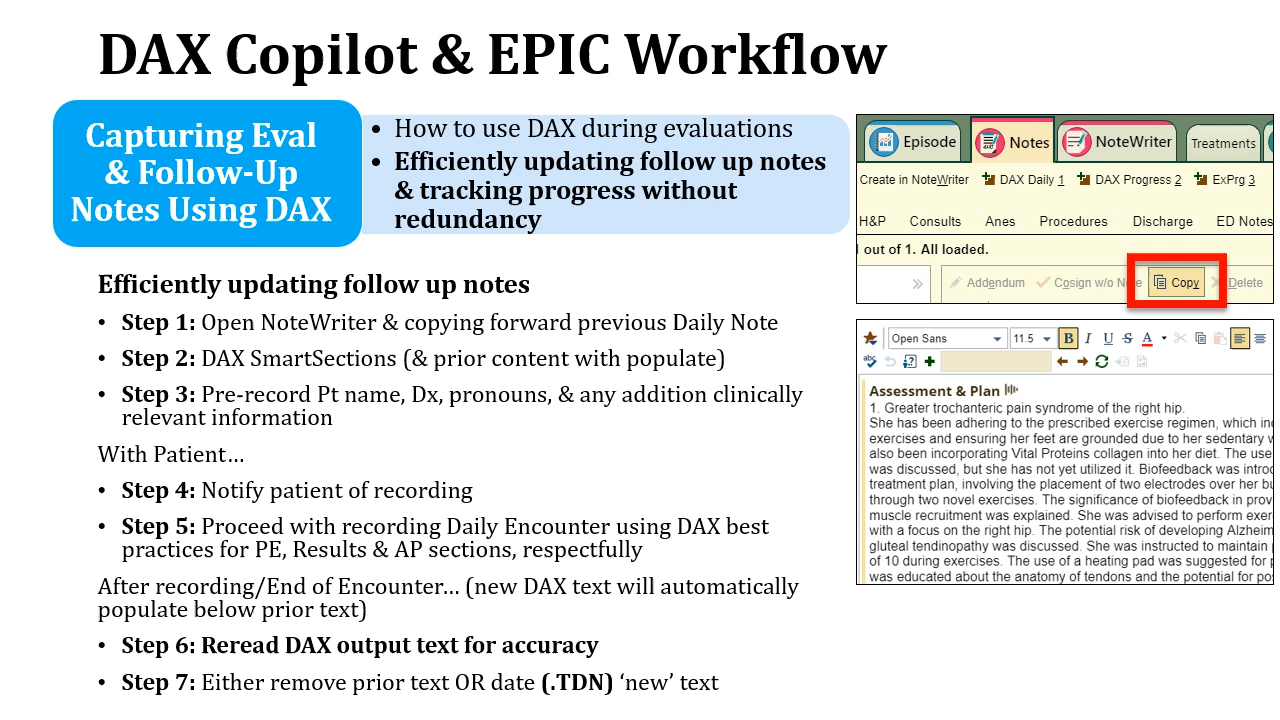 DAX Copilot & EPIC Workflow
Capturing Eval
& Follow-Up
Notes Using DAX
• How to use DAX during evaluations
• Efficiently updating follow up notes
& tracking progress without
redundancy
Efficiently updating follow up notes
• Step 1: Open NoteWriter & copying forward previous Daily Note
• Step 2: DAX SmartSections (& prior content with populate)
• Step 3: Pre-record Pt name, Dx, pronouns, & any addition clinically
relevant information
With Patient…
• Step 4: Notify patient of recording
• Step 5: Proceed with recording Daily Encounter using DAX best
practices for PE, Results & AP sections, respectfully
After recording/End of Encounter… (new DAX text will automatically
populate below prior text)
• Step 6: Reread DAX output text for accuracy
• Step 7: Either remove prior text OR date (.TDN) ‘new’ text
Episode Notes NoteWriter Treatments
Create in NoteWriter DAX Daily 1 DAX Progress 2 ExPrg 3
H&P Consults Anes Procedures Discharge ED Notes
out of 1. All loaded.
Addendum Cosign w/o Copy Delete
Open Sans 11.5 B I U S A
Assessment & Plan
1. Greater trochanteric pain syndrome of the right hip.
She has been adhering to the prescribed exercise regimen, which
exercises and ensuring her feet are grounded due to her sedentary
also been incorporating Vital Proteins collagen into her diet. The use
was discussed, but she has not yet utilized it. Biofeedback was
treatment plan, involving the placement of two electrodes over her
through two novel exercises. The significance of biofeedback in
muscle recruitment was explained. She was advised to perform
with a focus on the right hip. The potential risk of developing
gluteal tendinopathy was discussed. She was instructed to maintain
of 10 during exercises. The use of a heating pad was suggested for
was educated about the anatomy of tendons and the potential for